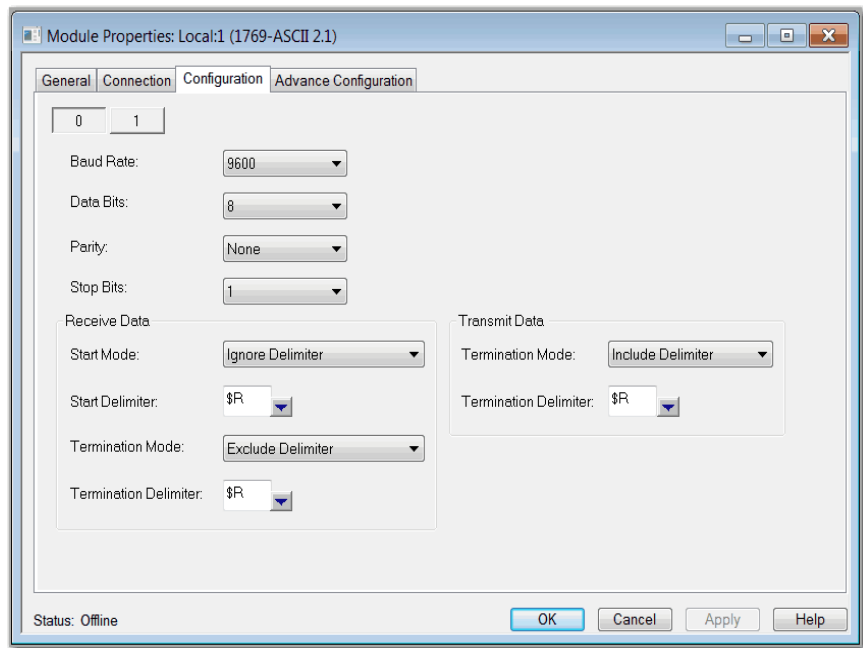 Module Properties: Local:1 (1769-ASCII 2.1)
General Connection Configuration Advance Configuration
0 1
Baud Rate: 9600
Data Bits: 8
Parity: None
Stop Bits: 1
Receive Data
Start Mode: Ignore Delimiter
Start Delimiter: $R
Termination Mode: Exclude Delimiter
Termination Delimiter: $R
Transmit Data
Termination Mode: Include Delimiter
Termination Delimiter: $R
Status: Offline
OK Cancel Apply Help